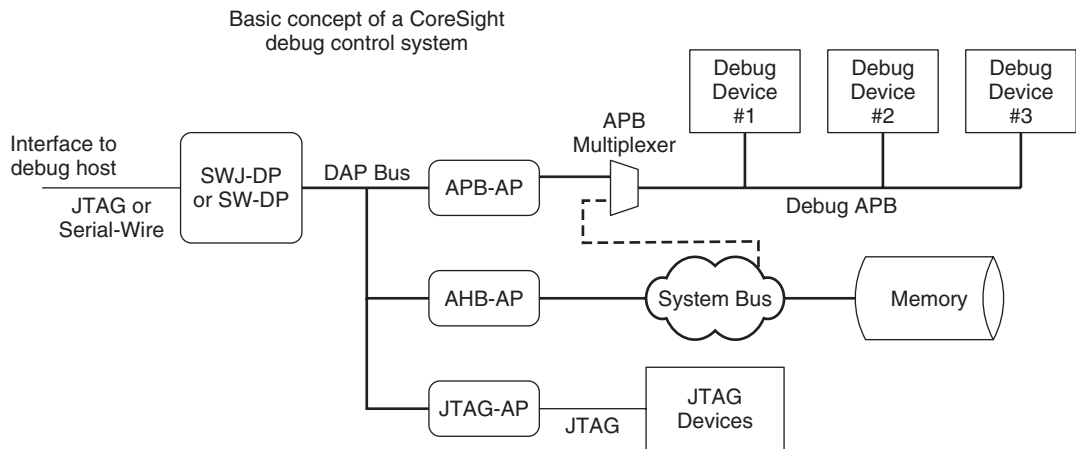 Basic concept of a CoreSight
debug control system
Interface to
debug host
JTAG or
Serial-Wire
SWJ-DP
or SW-DP
DAP Bus
APB-AP
APB
Multiplexer
Debug
Device
#1
Debug
Device
#2
Debug
Device
#3
Debug APB
AHB-AP
System Bus
Memory
JTAG-AP
JTAG
JTAG
Devices